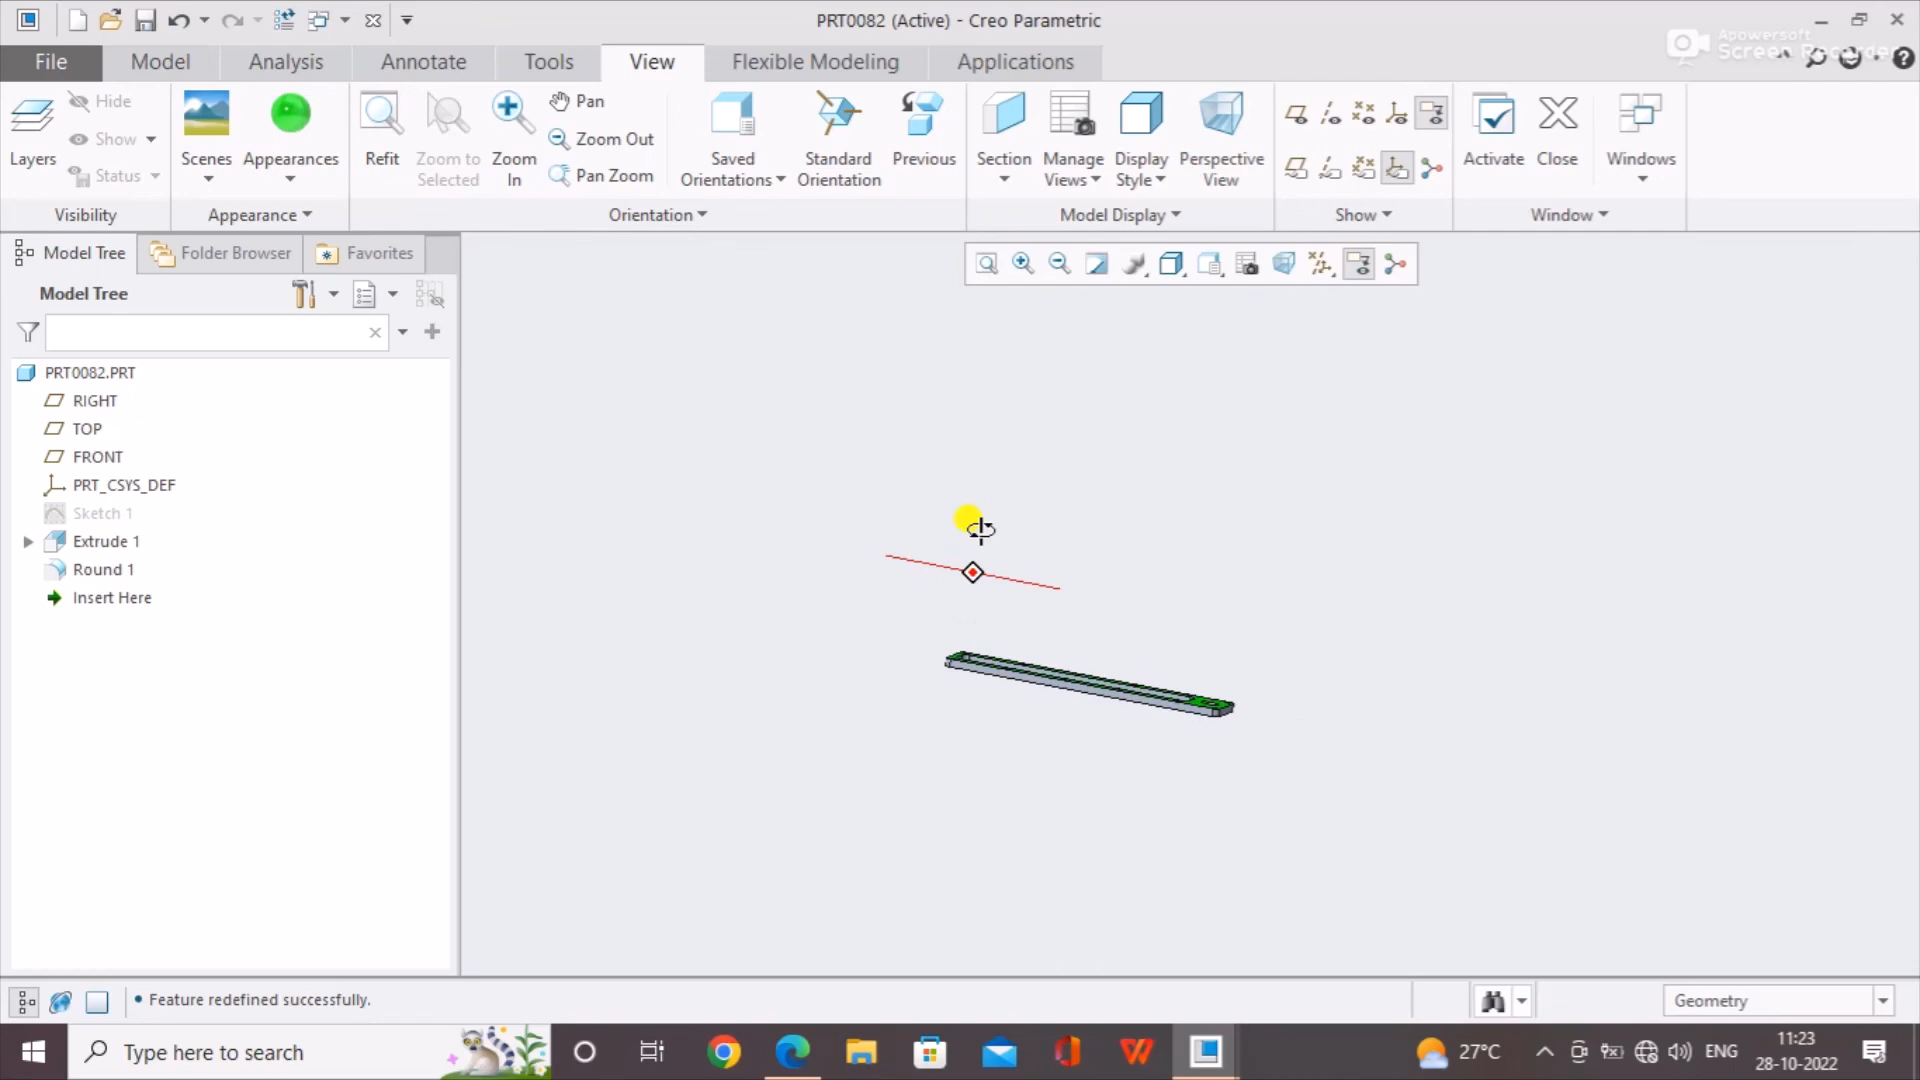 PRT0082 (Active) - Creo Parametric
Apowersoft
Screen Recorder
File Model Analysis Annotate Tools View Flexible Modeling Applications
Layers
Hide
Show
Status
Visibility
Scenes
Appearances
Appearance
Refit
Zoom to Selected
Zoom In
Pan
Zoom Out
Pan Zoom
Saved Orientations
Standard Orientation
Previous
Orientation
Section
Manage Views
Display Style
Perspective View
Model Display
Show
Activate
Close
Windows
Window
Model Tree Folder Browser Favorites
Model Tree
PRT0082.PRT
RIGHT
TOP
FRONT
PRT_CSYS_DEF
Sketch 1
Extrude 1
Round 1
Insert Here
• Feature redefined successfully.
Geometry
Type here to search
27°C
ENG
11:23
28-10-2022